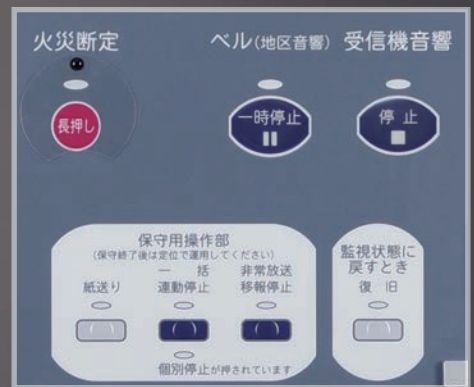 火災断定
ベル(地区音響)
受信機音響
長押し
一時停止
停止
保守用操作部
(保守終了後は定位で運用してください)
紙送り
一括
連動停止
非常放送
移報停止
個別停止が押されています
監視状態に
戻すとき
復旧